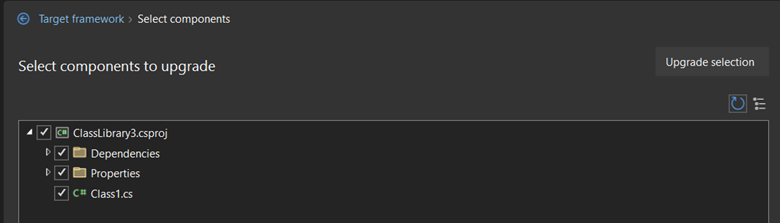 Target framework › Select components
Select components to upgrade
Upgrade selection
C# ClassLibrary3.csproj
Dependencies
Properties
C# Class1.cs